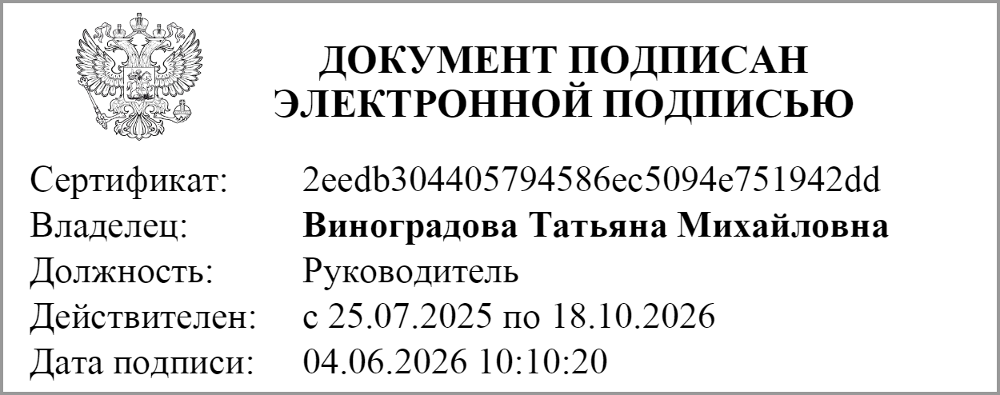 ДОКУМЕНТ ПОДПИСАН
ЭЛЕКТРОННОЙ ПОДПИСЬЮ
Сертификат: 2eedb304405794586ec5094e751942dd
Владелец: Виноградова Татьяна Михайловна
Должность: Руководитель
Действителен: с 25.07.2025 по 18.10.2026
Дата подписи: 04.06.2026 10:10:20